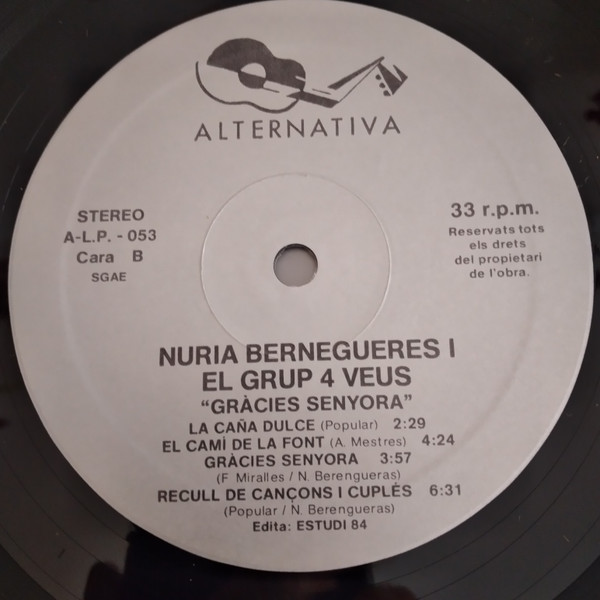 ALTERNATIVA
STEREO
A-L.P. - 053
Cara B
SGAE
33 r.p.m.
Reservats tots
els drets
del propietari
de l'obra.
NURIA BERNEGUERES I
EL GRUP 4 VEUS
“GRÀCIES SENYORA”
LA CAÑA DULCE (Popular) 2:29
EL CAMÌ DE LA FONT (A. Mestres) 4:24
GRÀCIES SENYORA 3:57
(F Miralles / N. Berengueras)
RECULL DE CANÇONS I CUPLÉS 6:31
(Popular / N. Berengueras)
Edita: ESTUDI 84